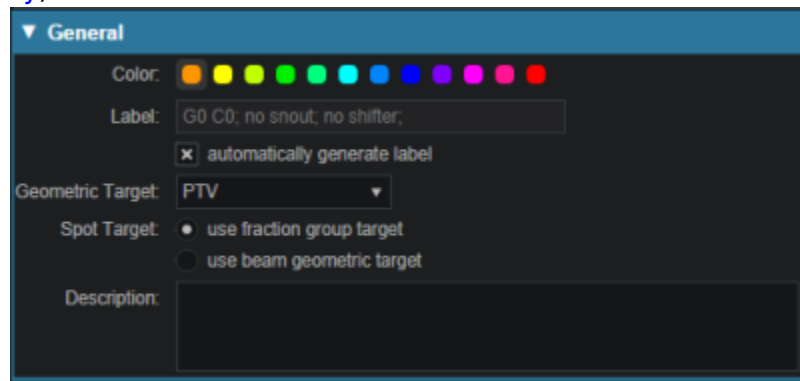 ▼ General
Color:
Label: G0 C0; no snout; no shifter;
automatically generate label
Geometric Target: PTV
Spot Target: use fraction group target
use beam geometric target
Description: